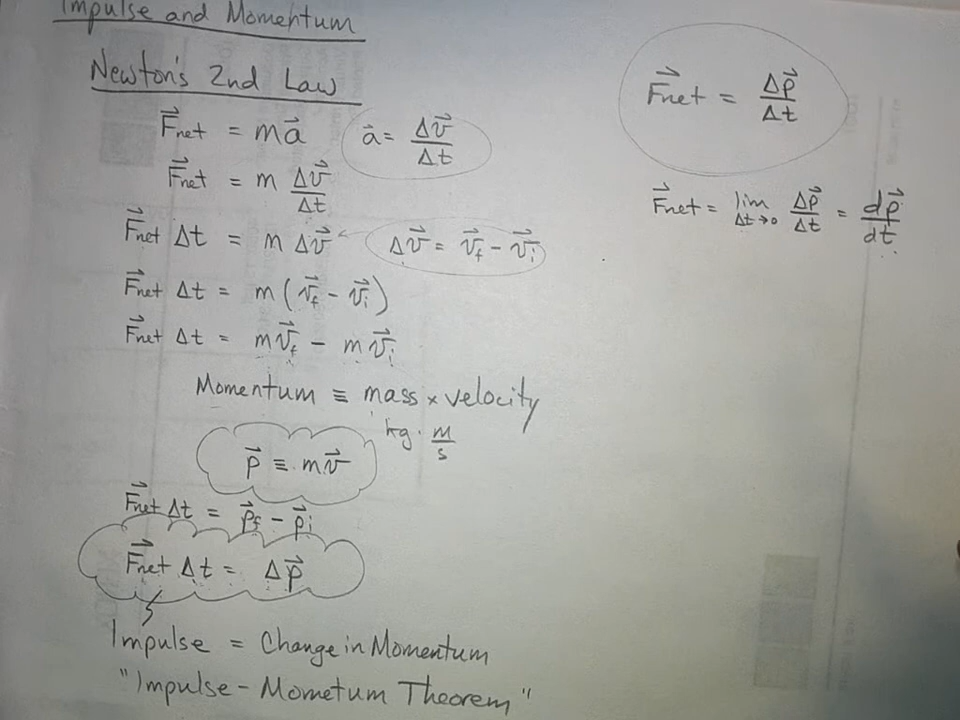 Impulse and Momentum
Newton's 2nd Law
F⃗net = ma⃗
a⃗ = Δv⃗/Δt
F⃗net = m Δv⃗/Δt
F⃗net Δt = m Δv⃗
Δv⃗ = v⃗f − v⃗i
F⃗net Δt = m(v⃗f − v⃗i)
F⃗net Δt = mv⃗f − mv⃗i
Momentum ≡ mass × velocity
kg · m/s
p⃗ ≡ mv⃗
F⃗net Δt = p⃗f − p⃗i
F⃗net Δt = Δp⃗
Impulse = Change in Momentum
"Impulse - Mometum Theorem"
F⃗net = Δp⃗/Δt
F⃗net = lim Δt→0 Δp⃗/Δt = dp⃗/dt